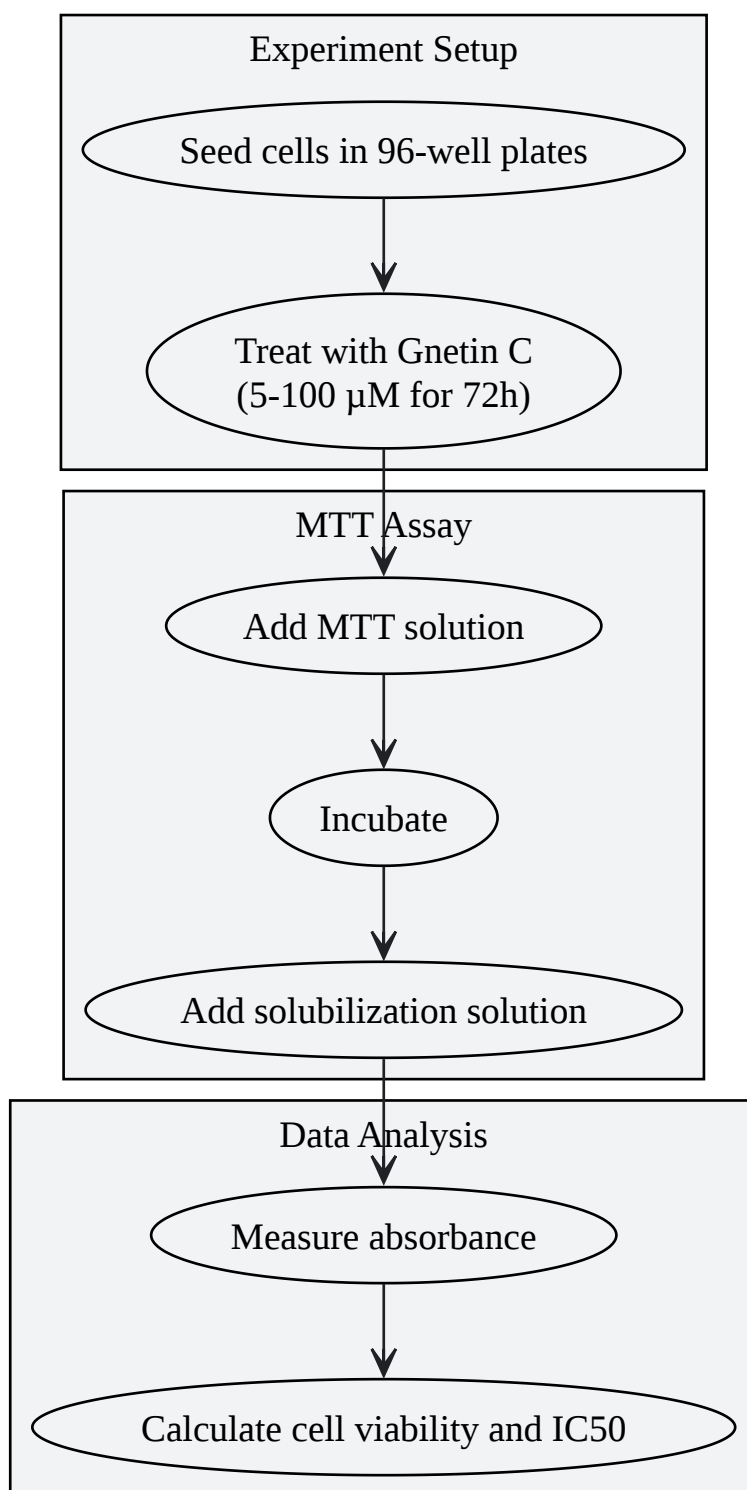 Experiment Setup
Seed cells in 96-well plates
Treat with Gnetin C
(5-100 µM for 72h)
MTT Assay
Add MTT solution
Incubate
Add solubilization solution
Data Analysis
Measure absorbance
Calculate cell viability and IC50